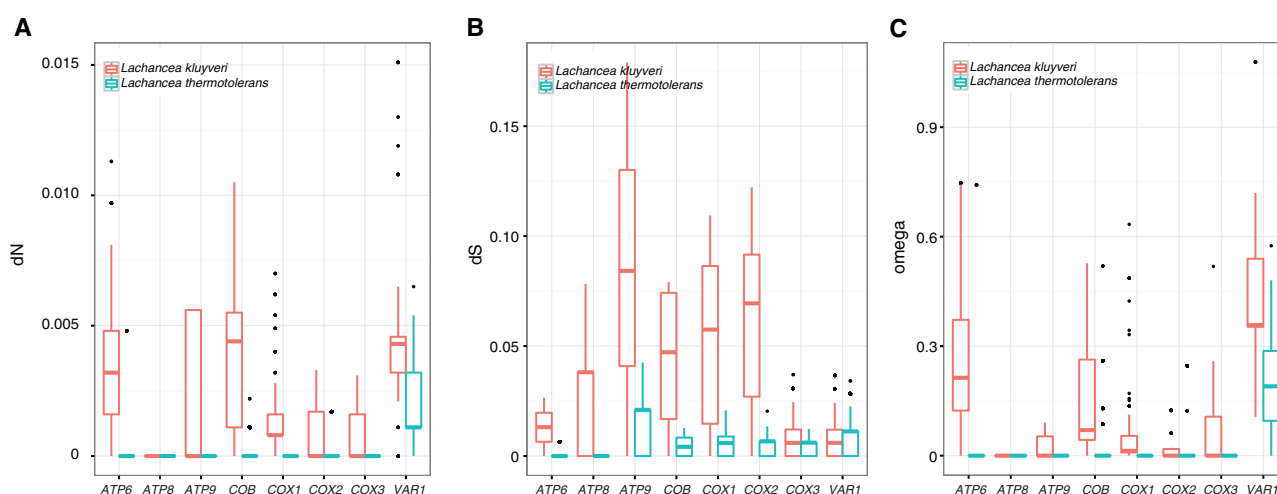 A
dN
0.015
0.010
0.005
0
Lachancea kluyveri
Lachancea thermotolerans
ATP6 ATP8 ATP9 COB COX1 COX2 COX3 VAR1
B
dS
0.15
0.10
0.05
0
Lachancea kluyveri
Lachancea thermotolerans
ATP6 ATP8 ATP9 COB COX1 COX2 COX3 VAR1
C
omega
0.9
0.6
0.3
0
Lachancea kluyveri
Lachancea thermotolerans
ATP6 ATP8 ATP9 COB COX1 COX2 COX3 VAR1